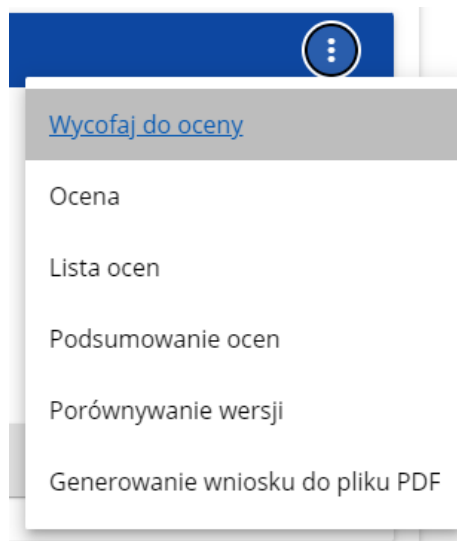 Wycofaj do oceny
Ocena
Lista ocen
Podsumowanie ocen
Porównywanie wersji
Generowanie wniosku do pliku PDF